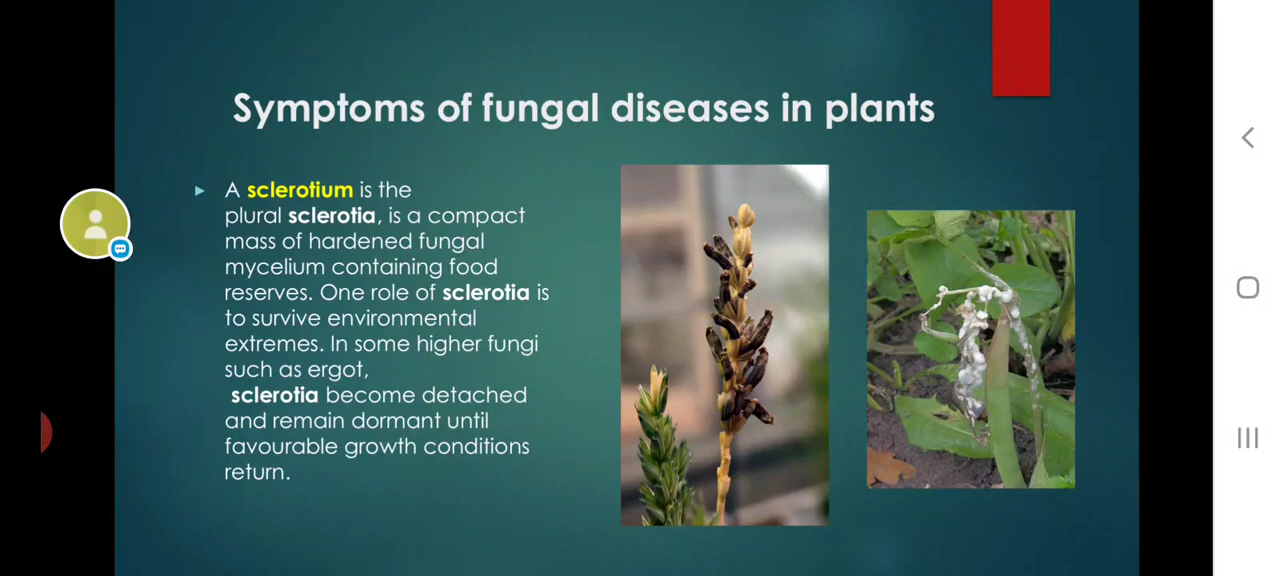 Symptoms of fungal diseases in plants
A sclerotium is the
plural sclerotia, is a compact
mass of hardened fungal
mycelium containing food
reserves. One role of sclerotia is
to survive environmental
extremes. In some higher fungi
such as ergot,
sclerotia become detached
and remain dormant until
favourable growth conditions
return.